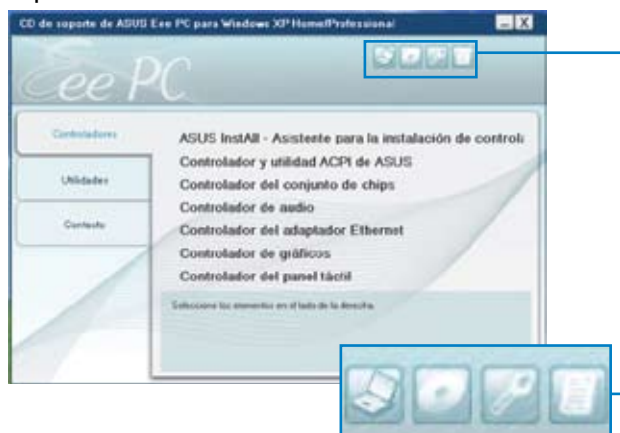 CD de soporte de ASUS Eee PC para Windows XP Home/Professional
Eee PC
Controladores
Utilidades
Contacto
ASUS InstAll - Asistente para la instalación de control
Controlador y utilidad ACPI de ASUS
Controlador del conjunto de chips
Controlador de audio
Controlador del adaptador Ethernet
Controlador de gráficos
Controlador del panel táctil
Seleccione los elementos en el lado de la derecha.